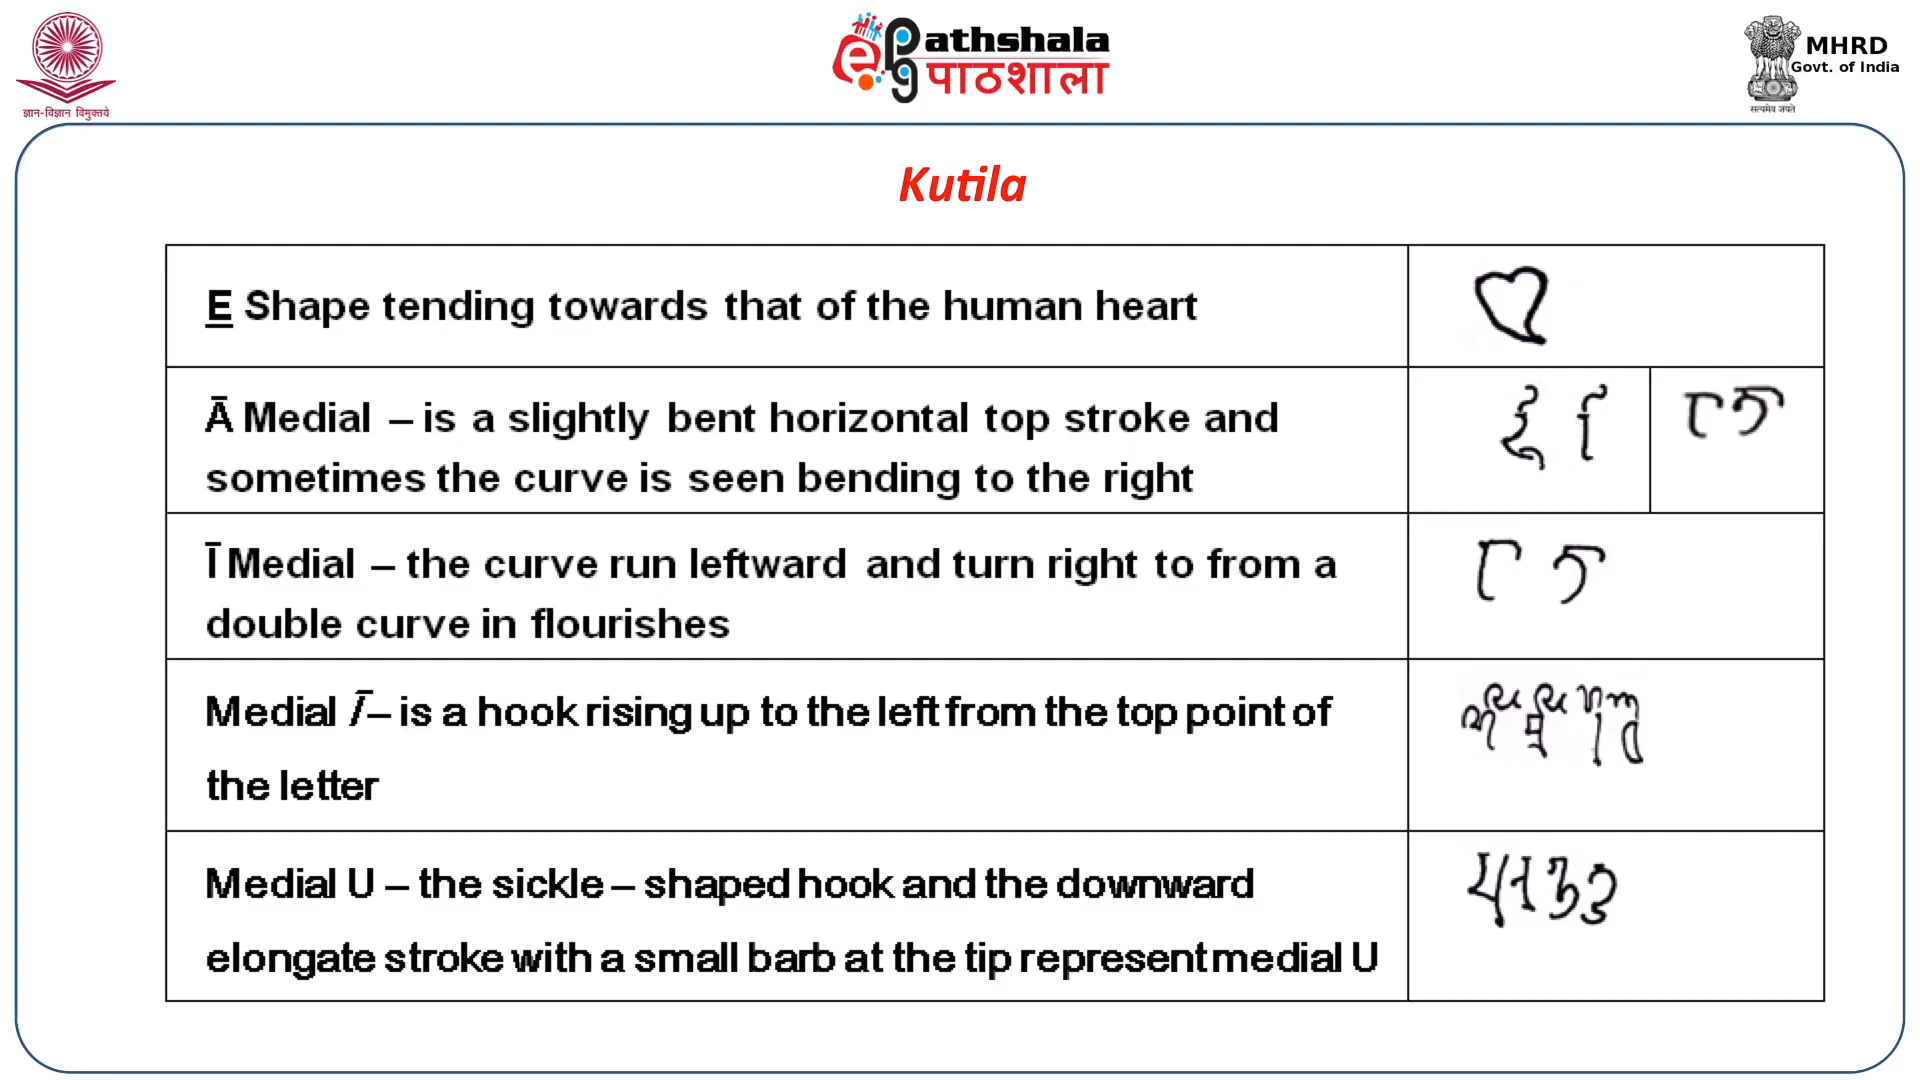 ज्ञान-विज्ञान विमुक्तये
e Pg Pathshala
पाठशाला
MHRD
Govt. of India
सत्यमेव जयते
Kutila
E Shape tending towards that of the human heart
Ā Medial – is a slightly bent horizontal top stroke and
sometimes the curve is seen bending to the right
Ī Medial – the curve run leftward and turn right to from a
double curve in flourishes
Medial Ī – is a hook rising up to the left from the top point of
the letter
Medial U – the sickle – shaped hook and the downward
elongate stroke with a small barb at the tip represent medial U